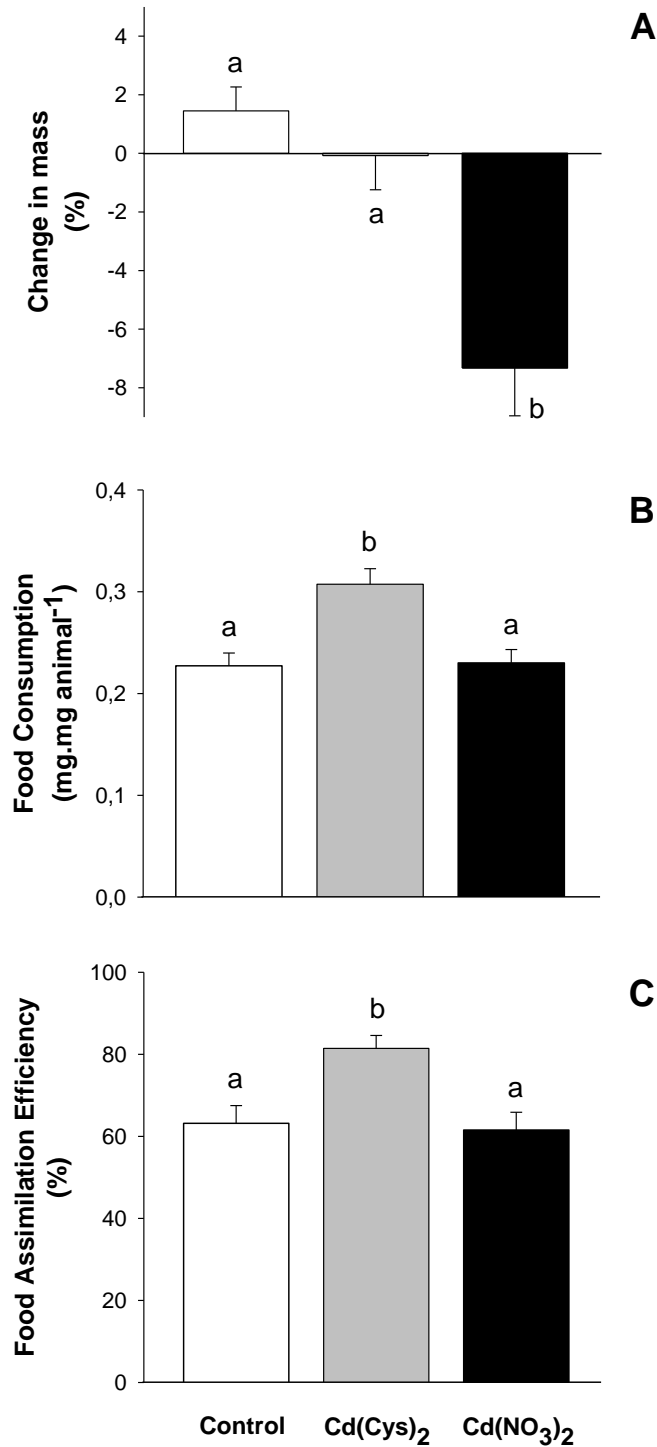 A
Change in mass
(%)
4
2
0
-2
-4
-6
-8
a
a
b
B
Food Consumption
(mg.mg animal⁻¹)
0,4
0,3
0,2
0,1
0,0
a
b
a
C
Food Assimilation Efficiency
(%)
100
80
60
40
20
0
a
b
a
Control Cd(Cys)₂ Cd(NO₃)₂